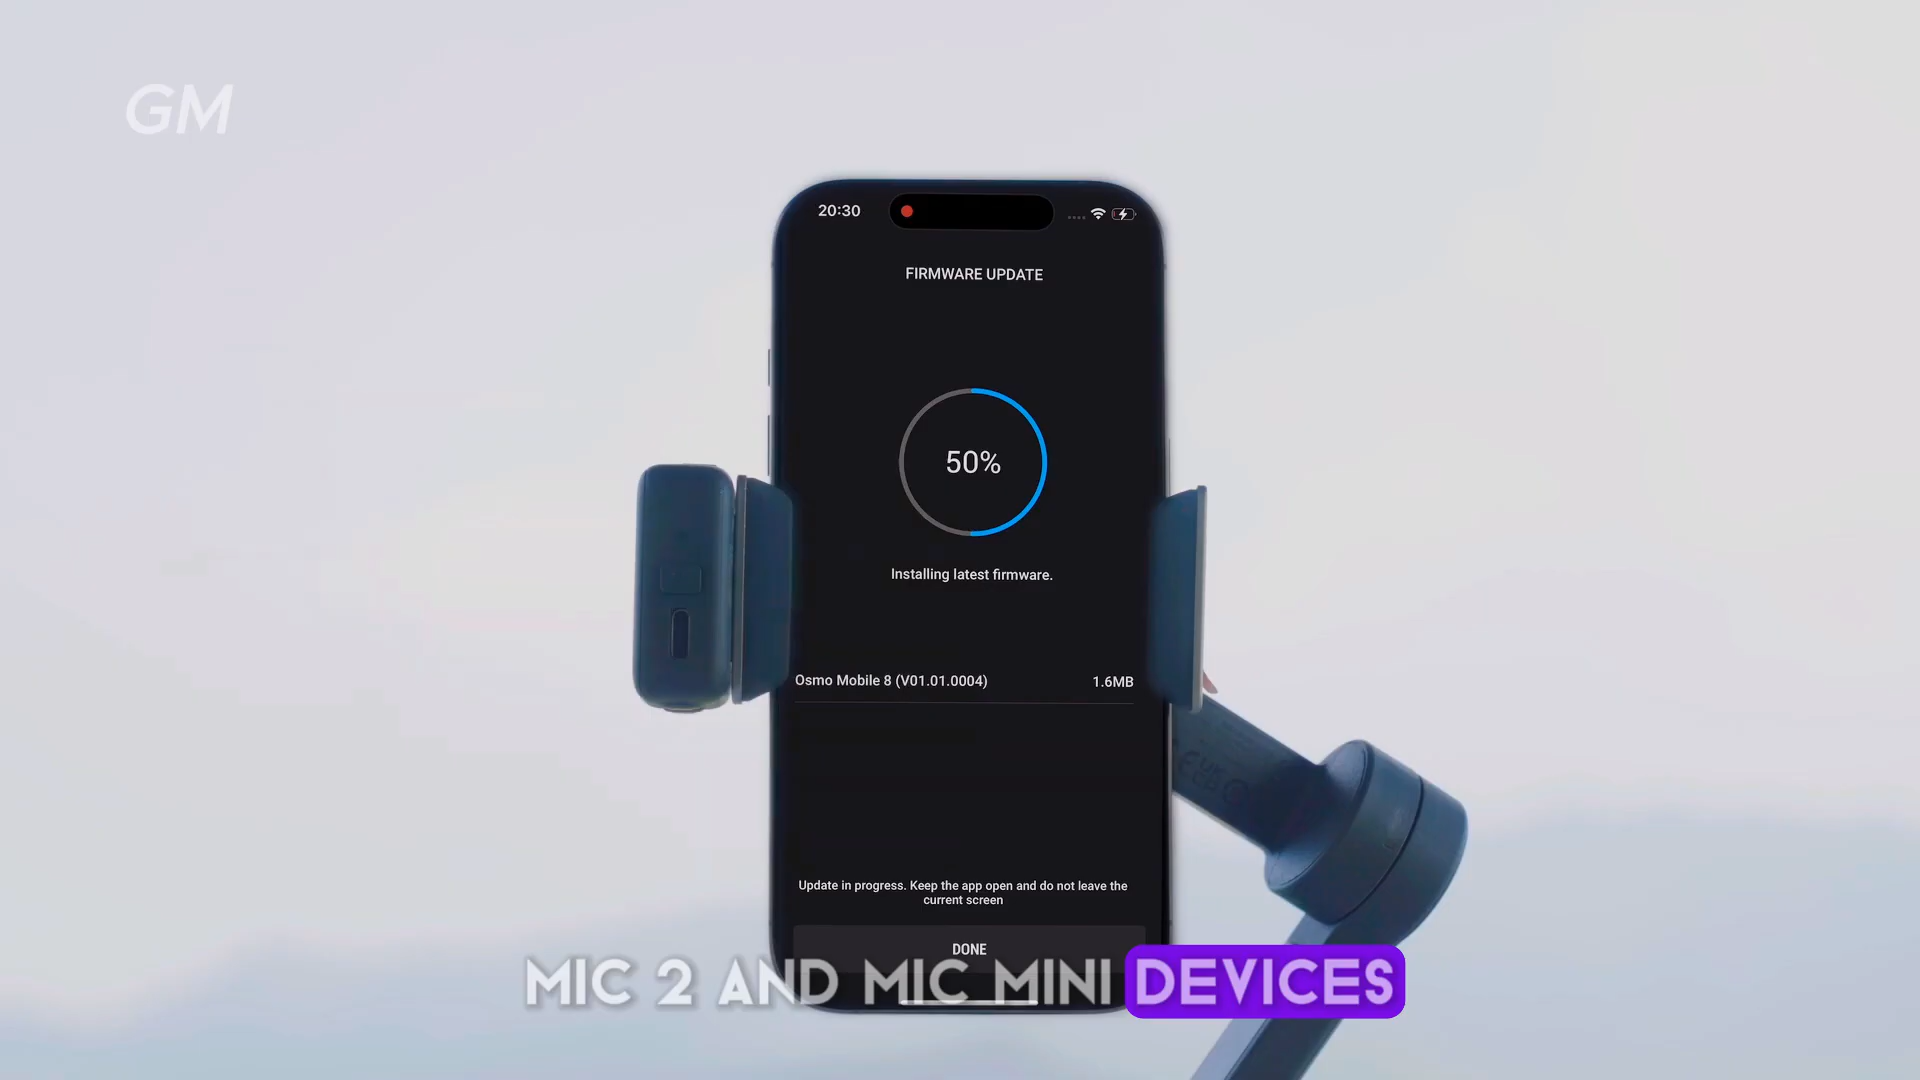 GM
20:30
FIRMWARE UPDATE
50%
Installing latest firmware.
Osmo Mobile 8 (V01.01.0004) 1.6MB
Update in progress. Keep the app open and do not leave the
current screen
DONE
MIC 2 AND MIC MINI DEVICES